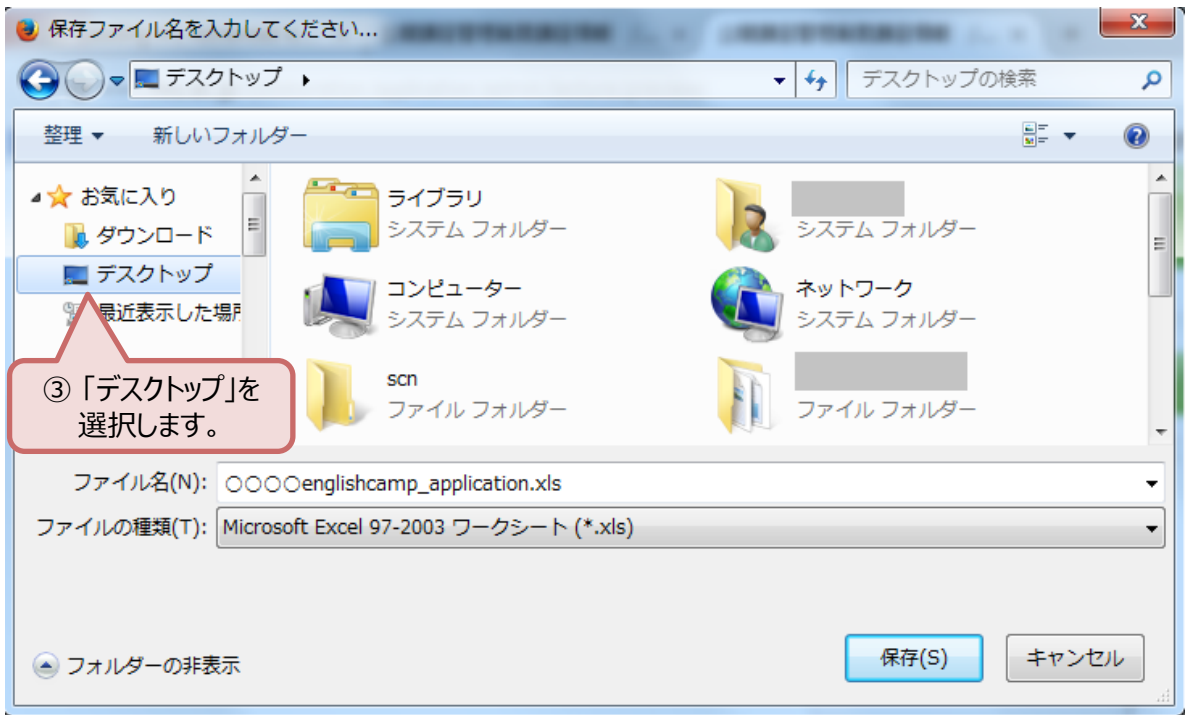 保存ファイル名を入力してください...
デスクトップ
デスクトップの検索
整理
新しいフォルダー
お気に入り
ダウンロード
デスクトップ
最近表示した場所
ライブラリ
システム フォルダー
システム フォルダー
コンピューター
システム フォルダー
ネットワーク
システム フォルダー
scn
ファイル フォルダー
ファイル フォルダー
③「デスクトップ」を
選択します。
ファイル名(N): ○○○○englishcamp_application.xls
ファイルの種類(T): Microsoft Excel 97-2003 ワークシート (*.xls)
フォルダーの非表示
保存(S)
キャンセル